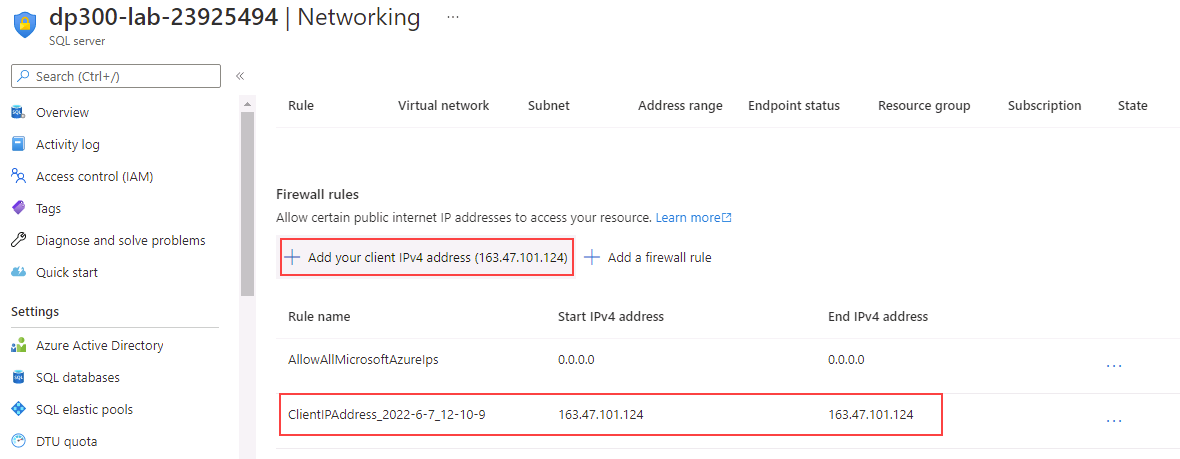 dp300-lab-23925494 | Networking ...
SQL server
Search (Ctrl+/) «
Overview
Activity log
Access control (IAM)
Tags
Diagnose and solve problems
Quick start
Settings
Azure Active Directory
SQL databases
SQL elastic pools
DTU quota
Rule Virtual network Subnet Address range Endpoint status Resource group Subscription State
Firewall rules
Allow certain public internet IP addresses to access your resource. Learn more
+ Add your client IPv4 address (163.47.101.124) + Add a firewall rule
Rule name Start IPv4 address End IPv4 address
AllowAllMicrosoftAzureIps 0.0.0.0 0.0.0.0 ...
ClientIPAddress_2022-6-7_12-10-9 163.47.101.124 163.47.101.124 ...